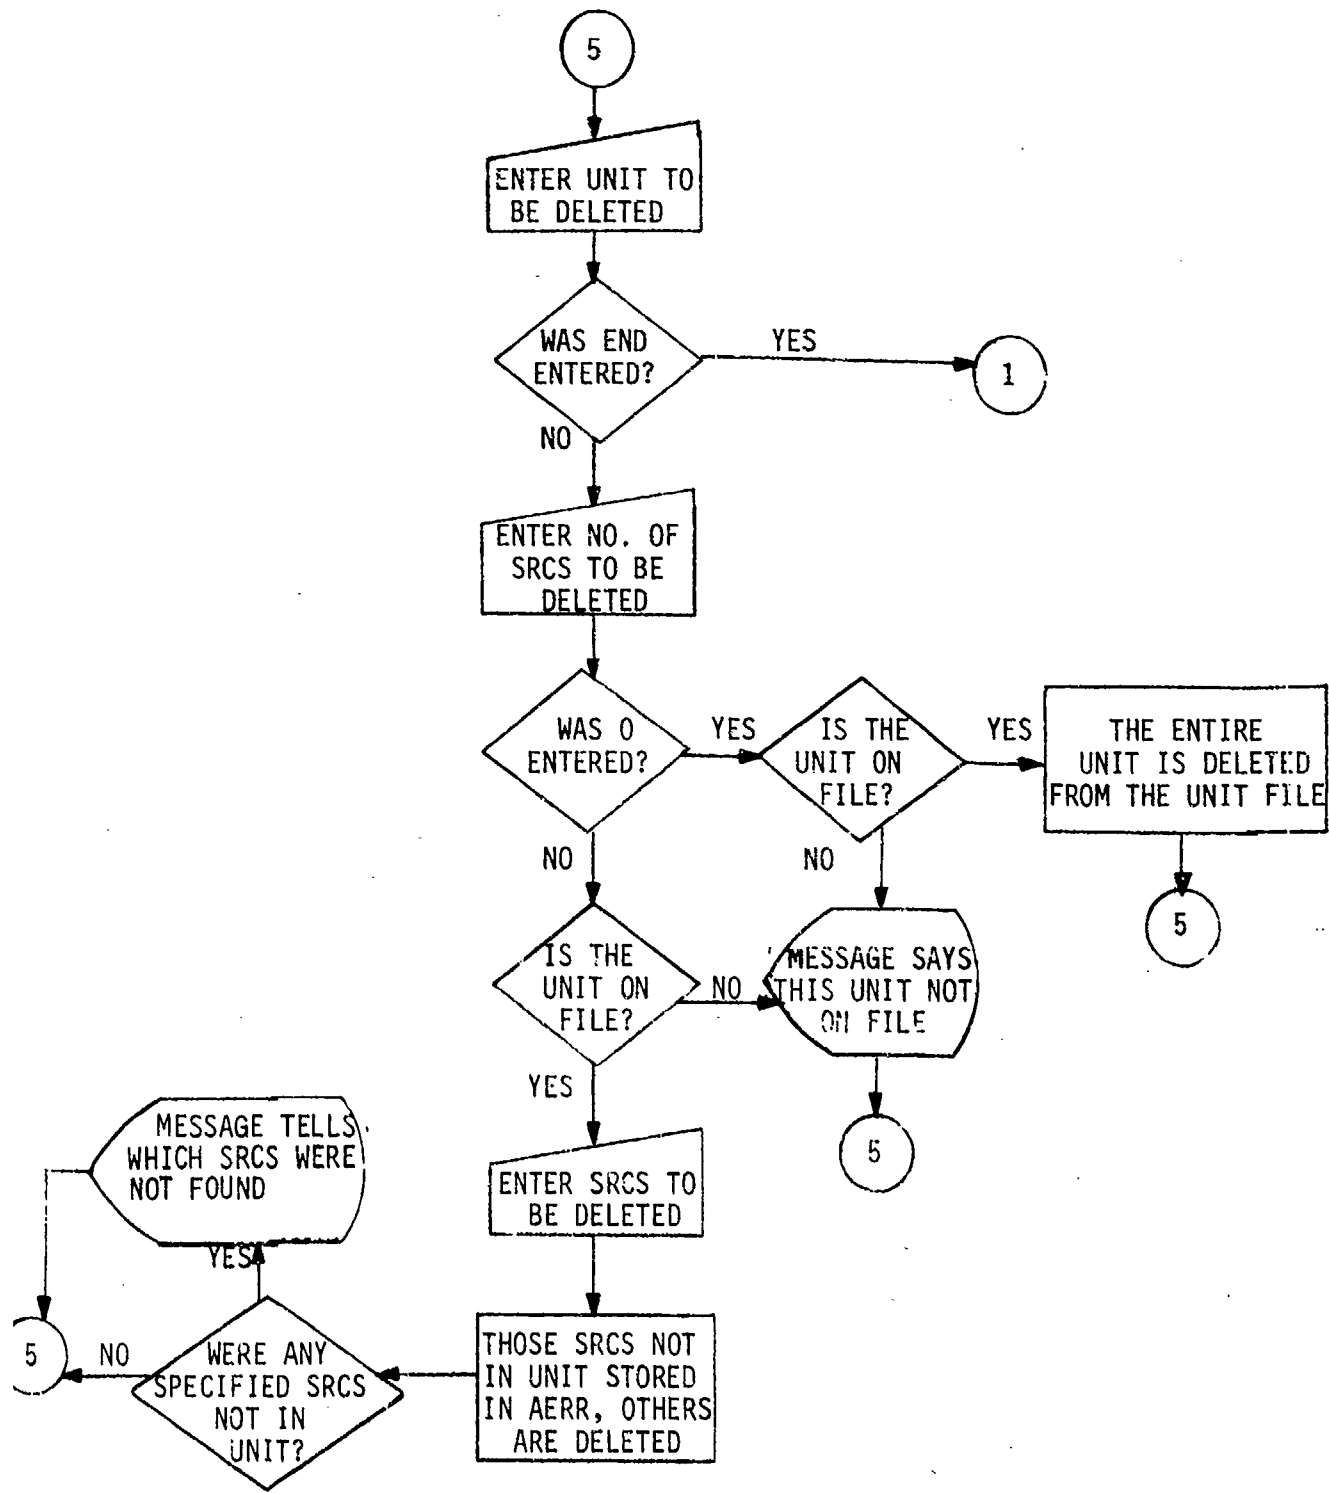 5
ENTER UNIT TO
BE DELETED
WAS END
ENTERED?
YES
1
NO
ENTER NO. OF
SRCS TO BE
DELETED
WAS 0
ENTERED?
YES
IS THE
UNIT ON
FILE?
YES
THE ENTIRE
UNIT IS DELETED
FROM THE UNIT FILE
NO
NO
5
IS THE
UNIT ON
FILE?
NO
MESSAGE SAYS
THIS UNIT NOT
ON FILE
YES
5
MESSAGE TELLS
WHICH SRCS WERE
NOT FOUND
ENTER SRCS TO
BE DELETED
YES
5
NO
WERE ANY
SPECIFIED SRCS
NOT IN
UNIT?
THOSE SRCS NOT
IN UNIT STORED
IN AERR, OTHERS
ARE DELETED